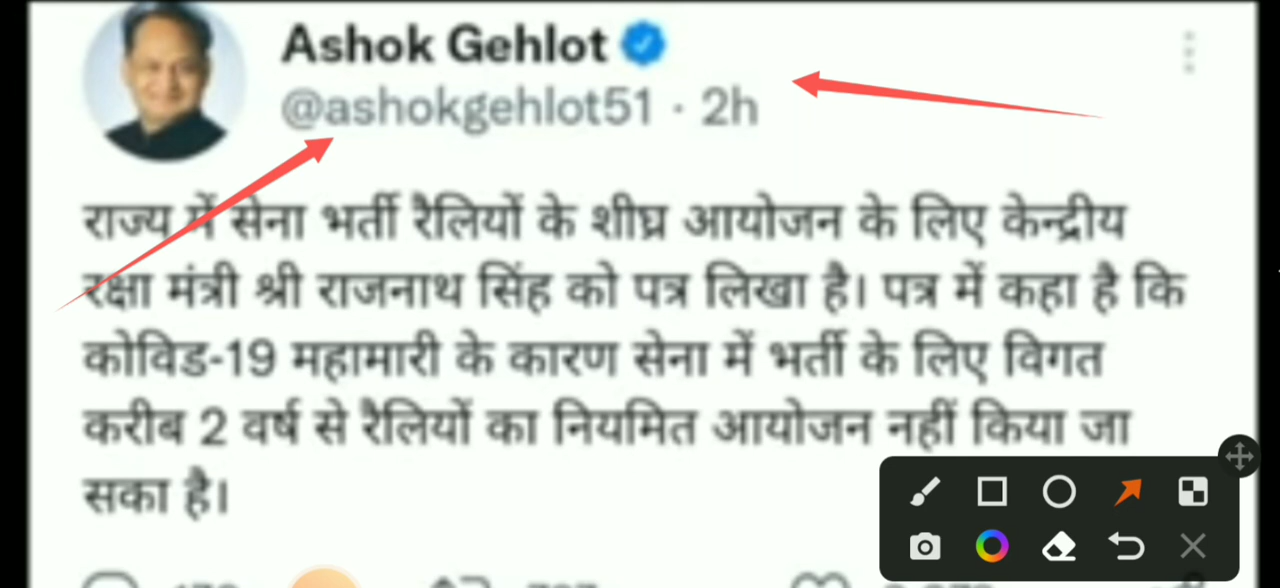 Ashok Gehlot
@ashokgehlot51 · 2h
राज्य में सेना भर्ती रैलियों के शीघ्र आयोजन के लिए केन्द्रीय
रक्षा मंत्री श्री राजनाथ सिंह को पत्र लिखा है। पत्र में कहा है कि
कोविड-19 महामारी के कारण सेना में भर्ती के लिए विगत
करीब 2 वर्ष से रैलियों का नियमित आयोजन नहीं किया जा
सका है।